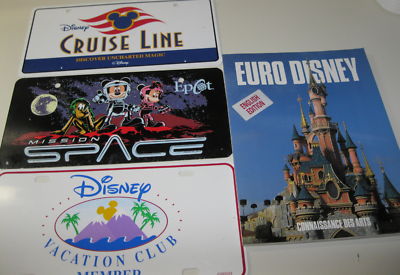 Disney
CRUISE LINE
DISCOVER UNCHARTED MAGIC
© Disney
Epcot
MISSION
SPACE
Disney
VACATION CLUB
MEMBER
EURO DISNEY
ENGLISH
EDITION
CONNAISSANCE DES ARTS